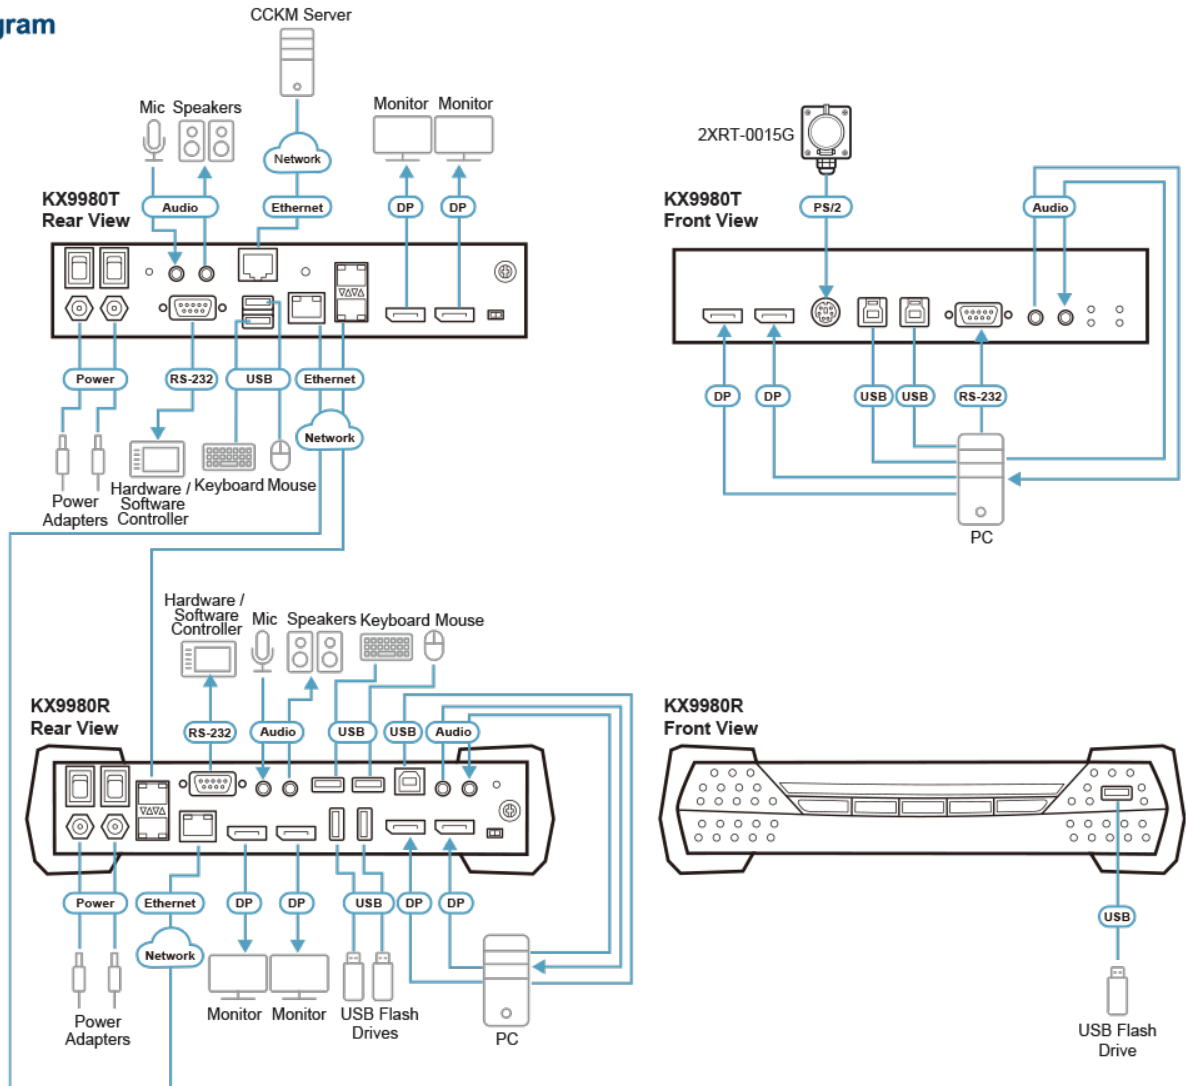 gram
CCKM Server
Mic Speakers
Monitor Monitor
Network
KX9980T
Rear View
Audio
Ethernet
DP
DP
Power
RS-232
USB
Ethernet
Network
Power
Adapters
Hardware /
Software
Controller
Keyboard Mouse
2XRT-0015G
KX9980T
Front View
PS/2
Audio
DP
DP
USB
USB
RS-232
PC
Hardware /
Software
Controller
Mic Speakers Keyboard Mouse
KX9980R
Rear View
RS-232
Audio
USB
USB
Audio
Power
Ethernet
DP
DP
USB
DP
DP
Network
Power
Adapters
Monitor Monitor
USB Flash
Drives
PC
KX9980R
Front View
USB
USB Flash
Drive